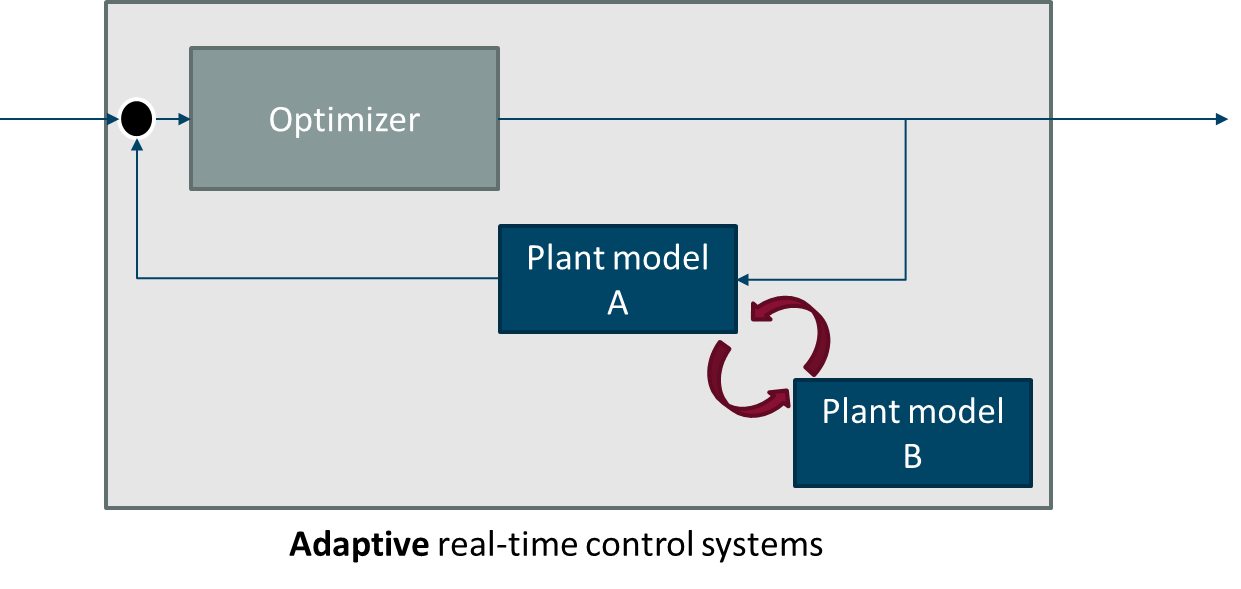 Optimizer
Plant model
A
Plant model
B
Adaptive real-time control systems